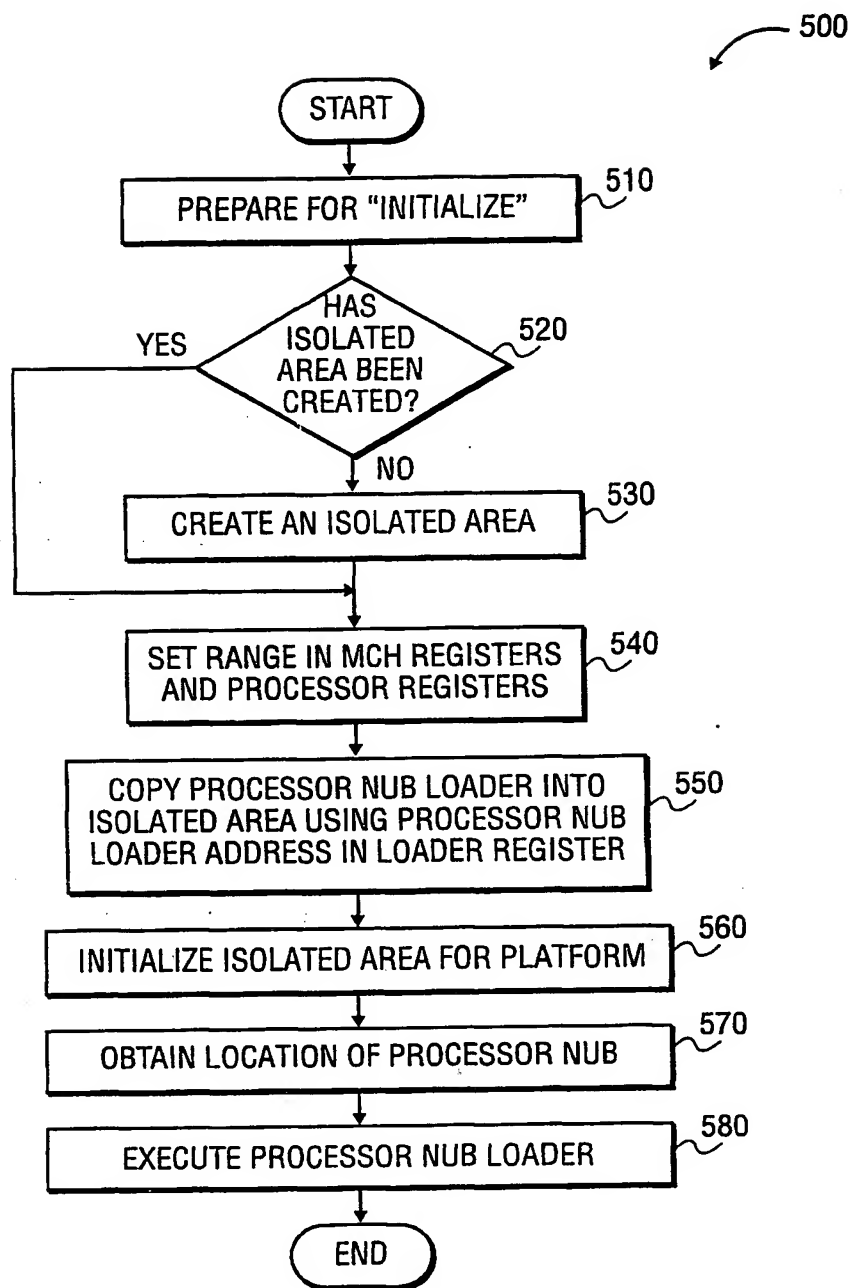 500
START
PREPARE FOR “INITIALIZE”
510
HAS
ISOLATED
AREA BEEN
CREATED?
520
YES
NO
CREATE AN ISOLATED AREA
530
SET RANGE IN MCH REGISTERS
AND PROCESSOR REGISTERS
540
COPY PROCESSOR NUB LOADER INTO
ISOLATED AREA USING PROCESSOR NUB
LOADER ADDRESS IN LOADER REGISTER
550
INITIALIZE ISOLATED AREA FOR PLATFORM
560
OBTAIN LOCATION OF PROCESSOR NUB
570
EXECUTE PROCESSOR NUB LOADER
580
END